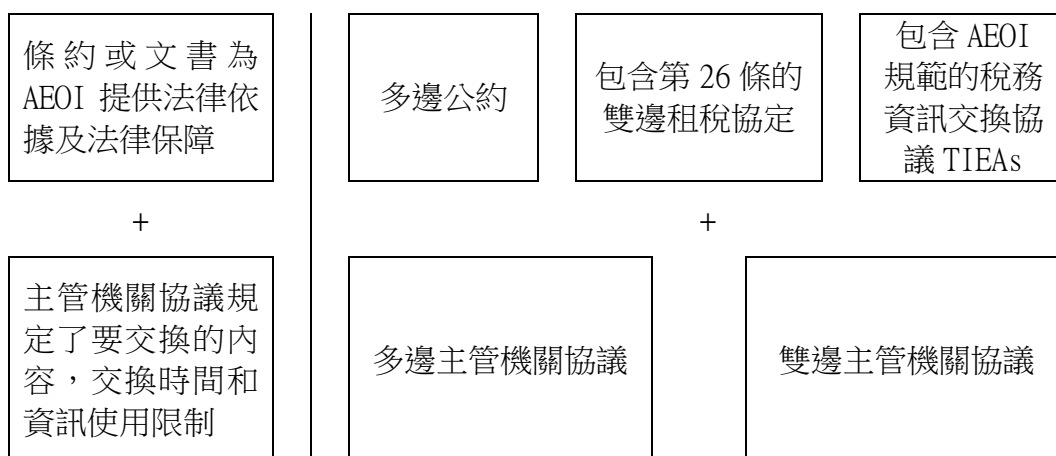 條約或文書為
AEOI 提供法律依
據及法律保障
多邊公約
包含第 26 條的
雙邊租稅協定
包含 AEOI
規範的稅務
資訊交換協
議 TIEAs
+
+
主管機關協議規
定了要交換的內
容，交換時間和
資訊使用限制
多邊主管機關協議
雙邊主管機關協議